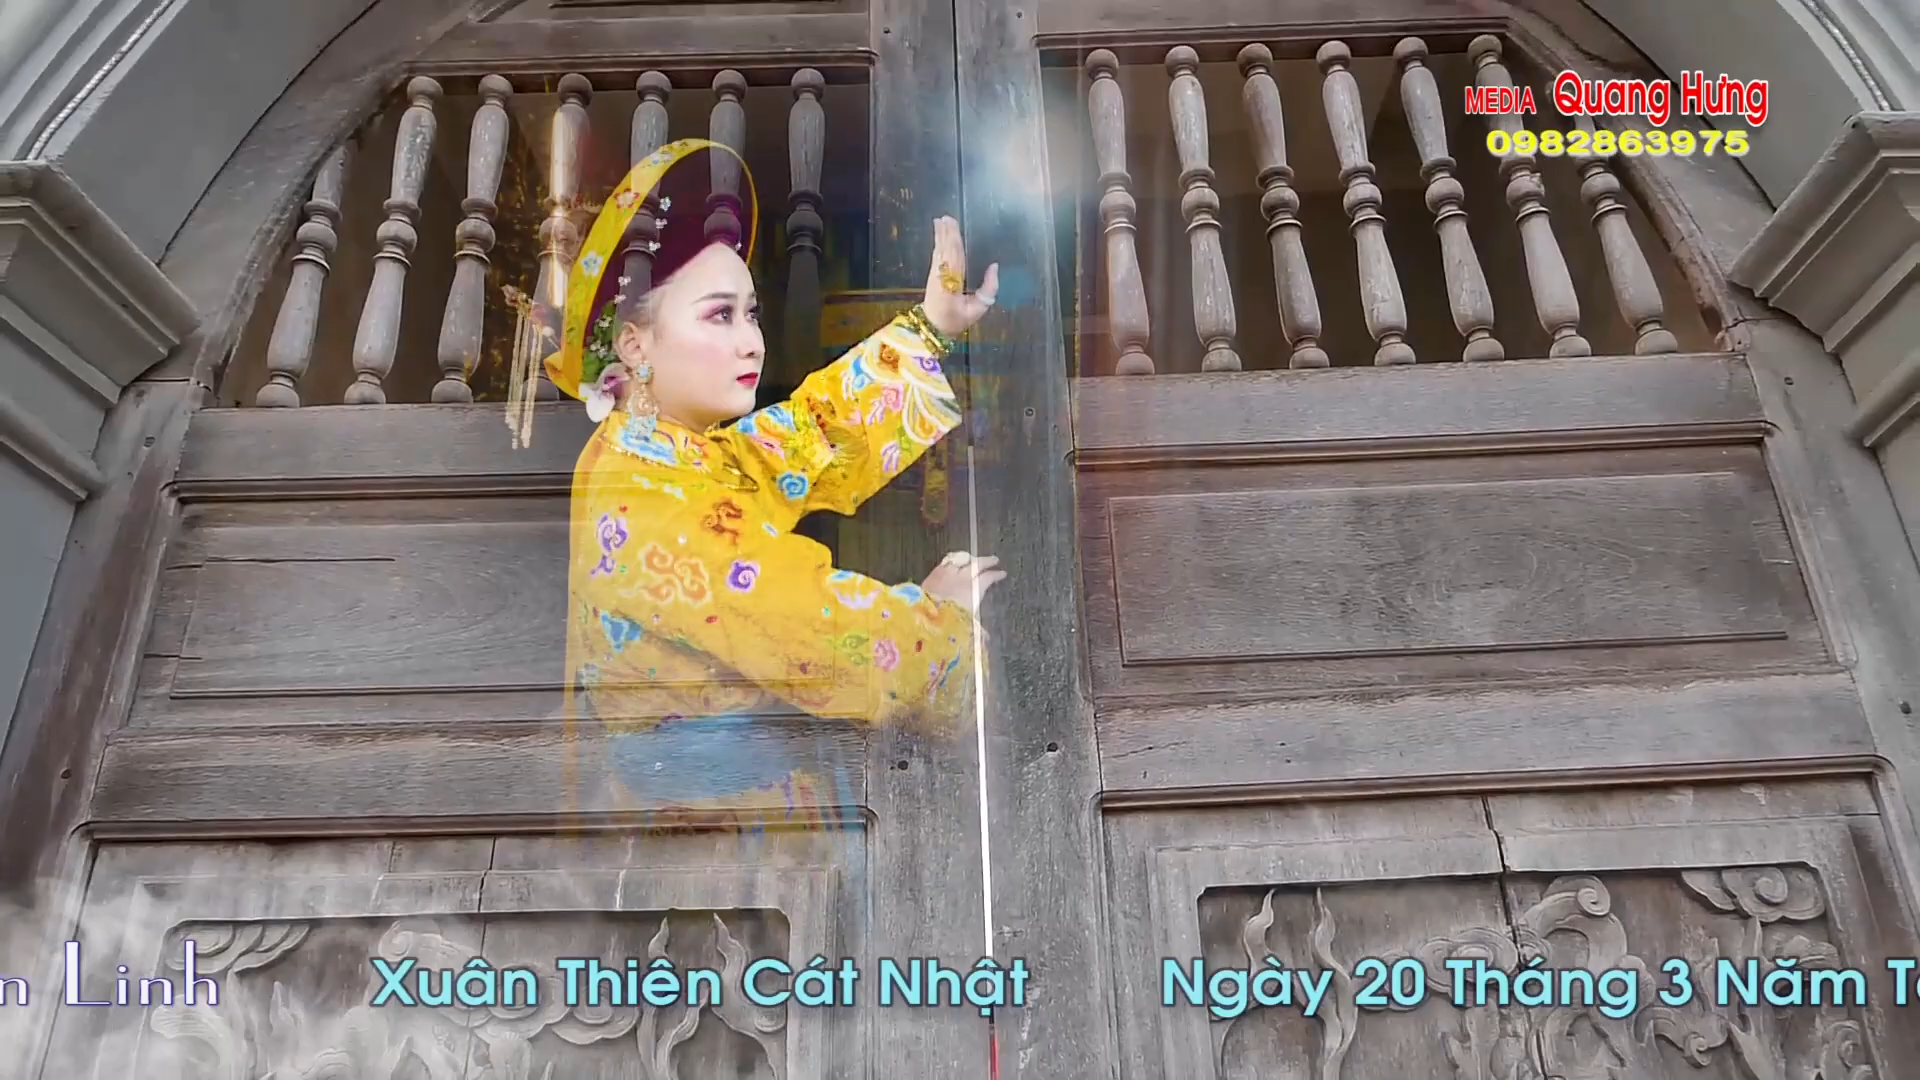 MEDIA Quang Hưng
0982863975
n Linh Xuân Thiên Cát Nhật Ngày 20 Tháng 3 Năm T